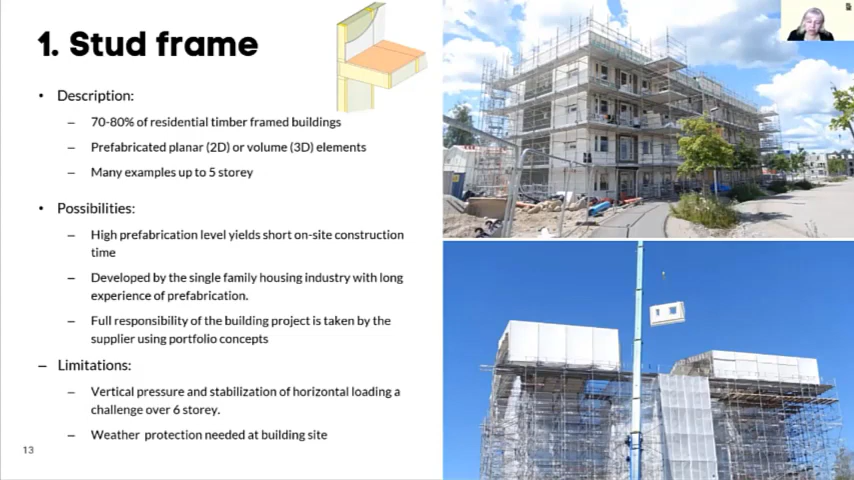 1. Stud frame
• Description:
– 70-80% of residential timber framed buildings
– Prefabricated planar (2D) or volume (3D) elements
– Many examples up to 5 storey
• Possibilities:
– High prefabrication level yields short on-site construction
time
– Developed by the single family housing industry with long
experience of prefabrication.
– Full responsibility of the building project is taken by the
supplier using portfolio concepts
– Limitations:
– Vertical pressure and stabilization of horizontal loading a
challenge over 6 storey.
– Weather protection needed at building site
13